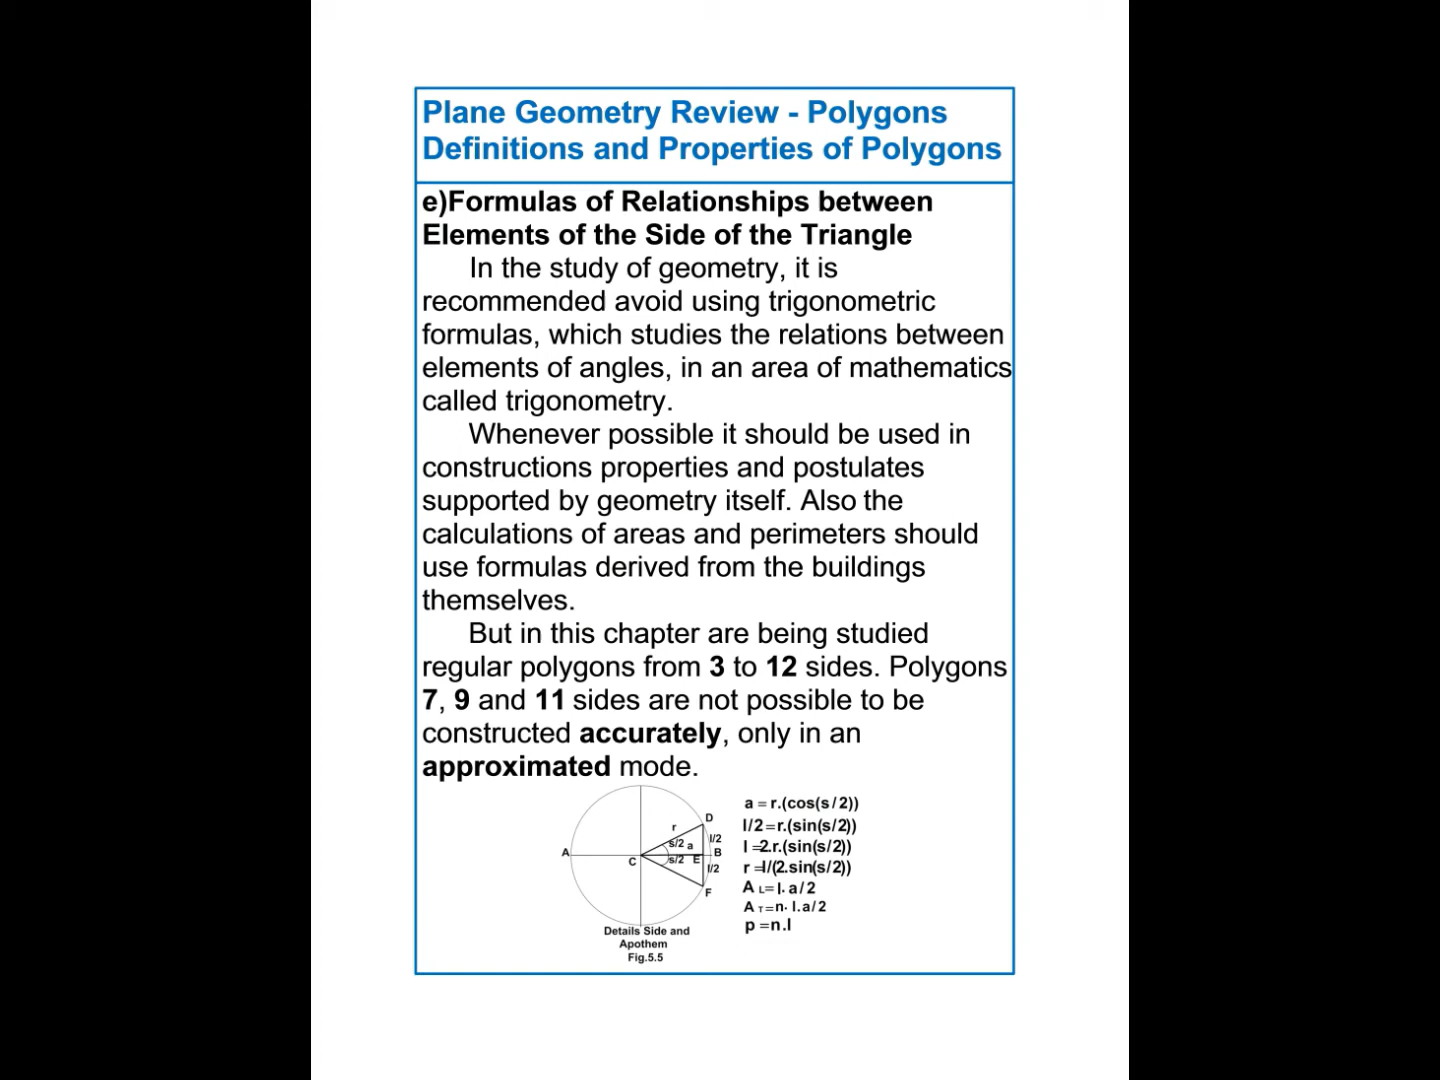 Plane Geometry Review - Polygons
Definitions and Properties of Polygons
e)Formulas of Relationships between
Elements of the Side of the Triangle
In the study of geometry, it is
recommended avoid using trigonometric
formulas, which studies the relations between
elements of angles, in an area of mathematics
called trigonometry.
Whenever possible it should be used in
constructions properties and postulates
supported by geometry itself. Also the
calculations of areas and perimeters should
use formulas derived from the buildings
themselves.
But in this chapter are being studied
regular polygons from 3 to 12 sides. Polygons
7, 9 and 11 sides are not possible to be
constructed accurately, only in an
approximated mode.
D
r
s/2 a
l/2
A
C
s/2
E
B
l/2
F
Details Side and
Apothem
Fig.5.5
a = r.(cos(s/2))
l/2=r.(sin(s/2))
l =2.r.(sin(s/2))
r =l/(2.sin(s/2))
A L=l. a/2
A T=n. l.a/2
p =n.l